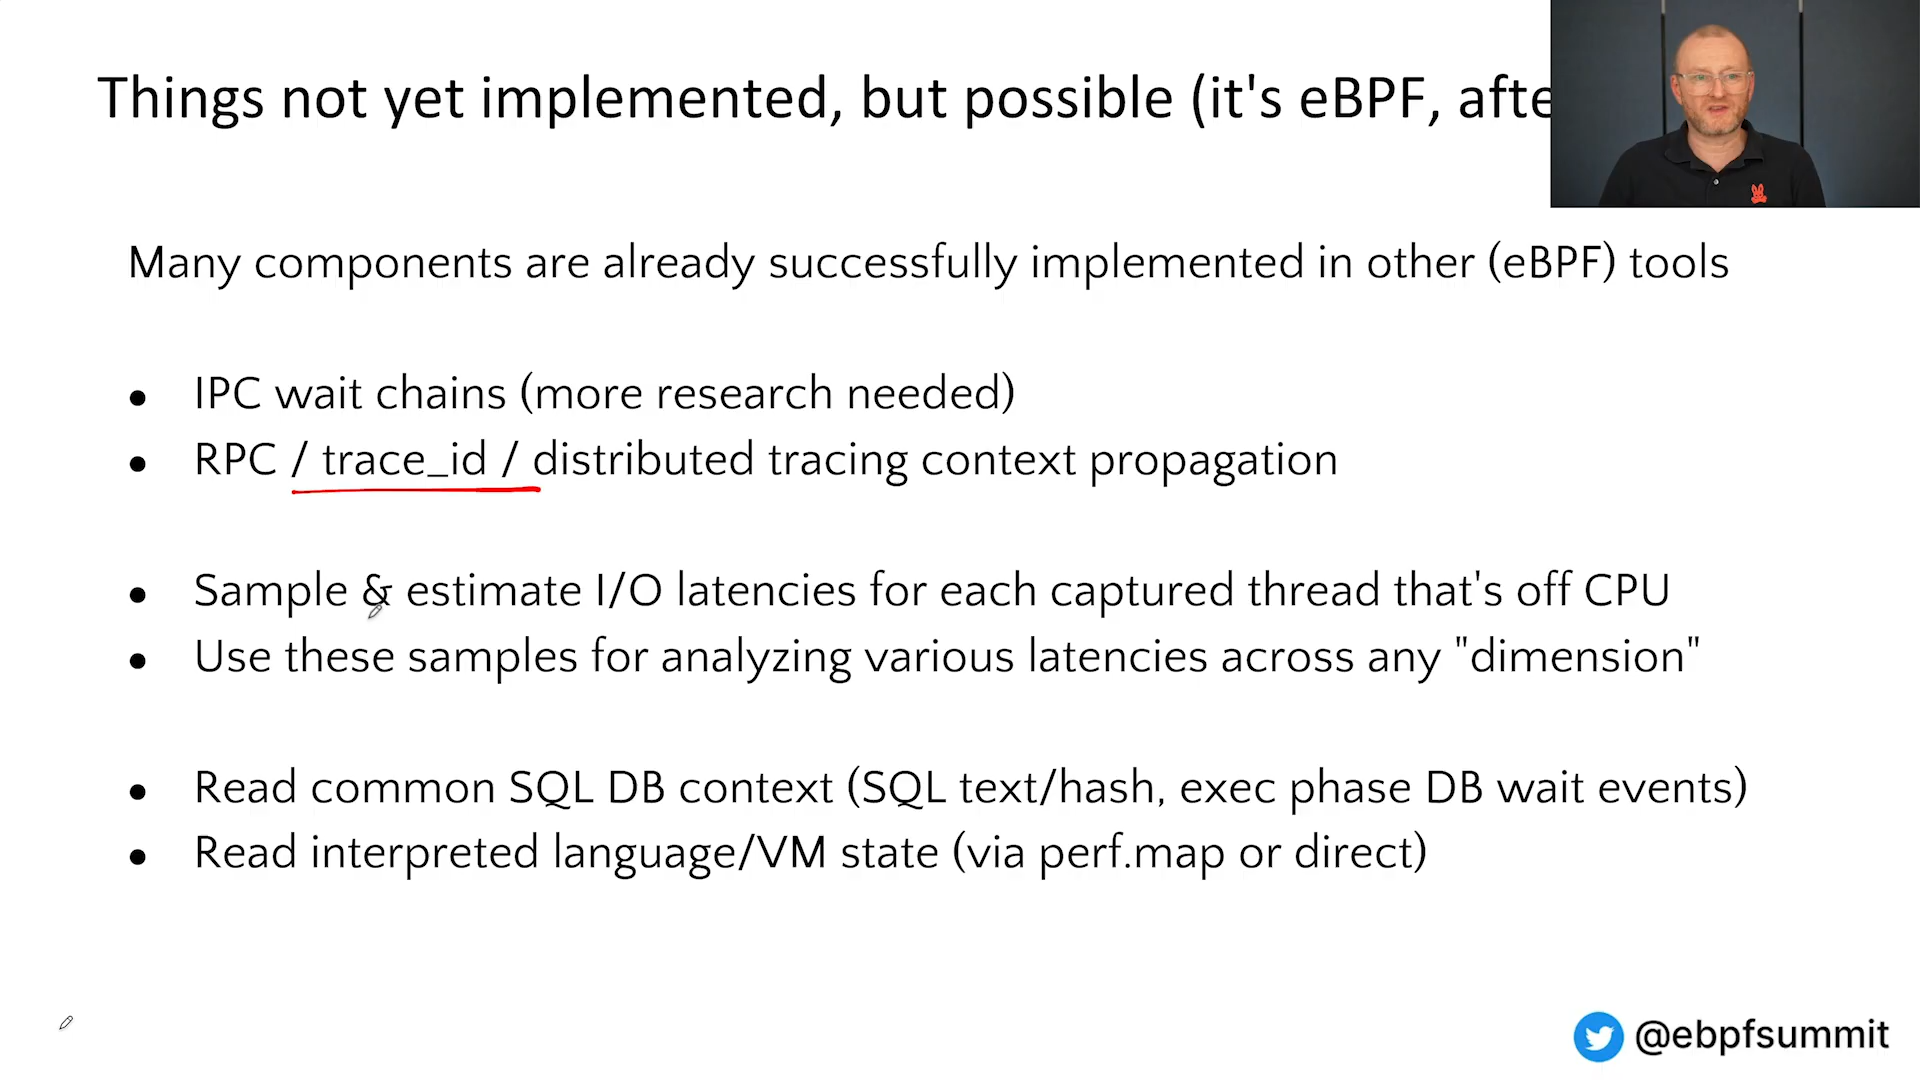 Things not yet implemented, but possible (it's eBPF, afte
Many components are already successfully implemented in other (eBPF) tools
● IPC wait chains (more research needed)
● RPC / trace_id / distributed tracing context propagation
● Sample & estimate I/O latencies for each captured thread that's off CPU
● Use these samples for analyzing various latencies across any "dimension"
● Read common SQL DB context (SQL text/hash, exec phase DB wait events)
● Read interpreted language/VM state (via perf.map or direct)
@ebpfsummit